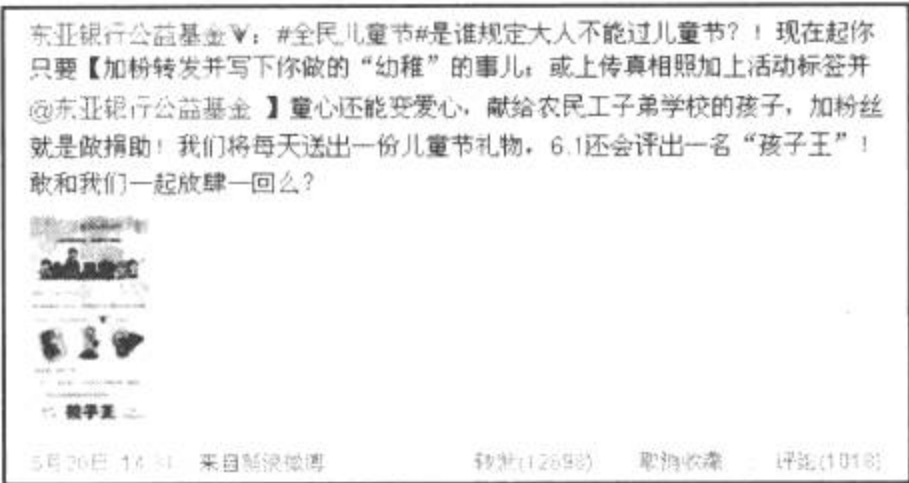 东亚银行公益基金V：#全民儿童节#是谁规定大人不能过儿童节？！现在起你
只要【加粉转发并写下你做的“幼稚”的事儿；或上传真相照加上活动标签并
@东亚银行公益基金 】童心还能变爱心，献给农民工子弟学校的孩子，加粉丝
就是做捐助！我们将每天送出一份儿童节礼物，6.1还会评出一名“孩子王”！
敢和我们一起放肆一回么？
孩子王
5月26日 来自新浪微博 转发(12698) 取消收藏 评论(1018)